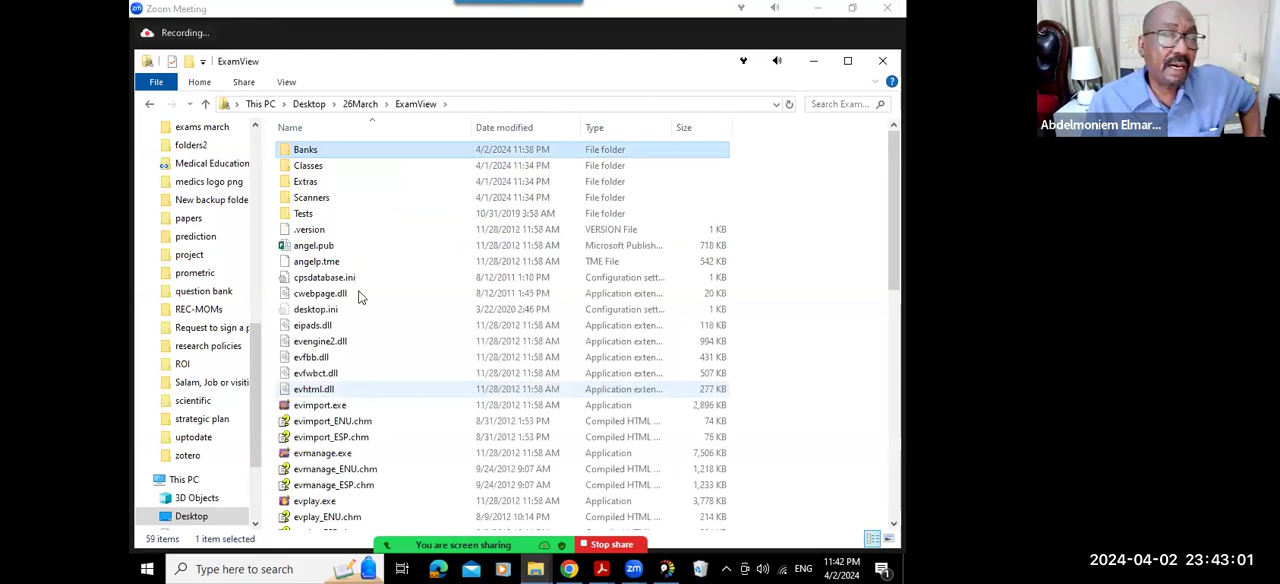 Zoom Meeting
Recording...
ExamView
File Home Share View
This PC Desktop 26March ExamView
Search Exam...
Name Date modified Type Size
exams march
folders2
Medical Education
medics logo png
New backup folde
papers
prediction
project
prometric
question bank
REC-MOMs
Request to sign a p
research policies
ROI
Salam, Job or visiti
scientific
strategic plan
uptodate
zotero
This PC
3D Objects
Desktop
Banks 4/2/2024 11:38 PM File folder
Classes 4/1/2024 11:34 PM File folder
Extras 4/1/2024 11:34 PM File folder
Scanners 4/1/2024 11:34 PM File folder
Tests 10/31/2019 3:58 AM File folder
.version 11/28/2012 11:58 AM VERSION File 1 KB
angel.pub 11/28/2012 11:58 AM Microsoft Publish... 718 KB
angelp.tme 11/28/2012 11:58 AM TME File 542 KB
cpsdatabase.ini 8/12/2011 1:10 PM Configuration sett... 1 KB
cwebpage.dll 8/12/2011 1:45 PM Application exten... 20 KB
desktop.ini 3/22/2020 2:46 PM Configuration sett... 1 KB
eipads.dll 11/28/2012 11:58 AM Application exten... 118 KB
evengine2.dll 11/28/2012 11:58 AM Application exten... 994 KB
evfbb.dll 11/28/2012 11:58 AM Application exten... 431 KB
evfwbct.dll 11/28/2012 11:58 AM Application exten... 507 KB
evhtml.dll 11/28/2012 11:58 AM Application exten... 277 KB
evimport.exe 11/28/2012 11:58 AM Application 2,896 KB
evimport_ENU.chm 8/31/2012 1:53 PM Compiled HTML ... 74 KB
evimport_ESP.chm 8/31/2012 1:53 PM Compiled HTML ... 76 KB
evmanage.exe 11/28/2012 11:58 AM Application 7,506 KB
evmanage_ENU.chm 9/24/2012 9:07 AM Compiled HTML ... 1,218 KB
evmanage_ESP.chm 9/24/2012 9:07 AM Compiled HTML ... 1,233 KB
evplay.exe 11/28/2012 11:58 AM Application 3,778 KB
evplay_ENU.chm 8/9/2012 10:14 PM Compiled HTML ... 214 KB
59 items 1 item selected
You are screen sharing Stop share
Type here to search
ENG
11:42 PM
4/2/2024
Abdelmoniem Elmar...
2024-04-02 23:43:01